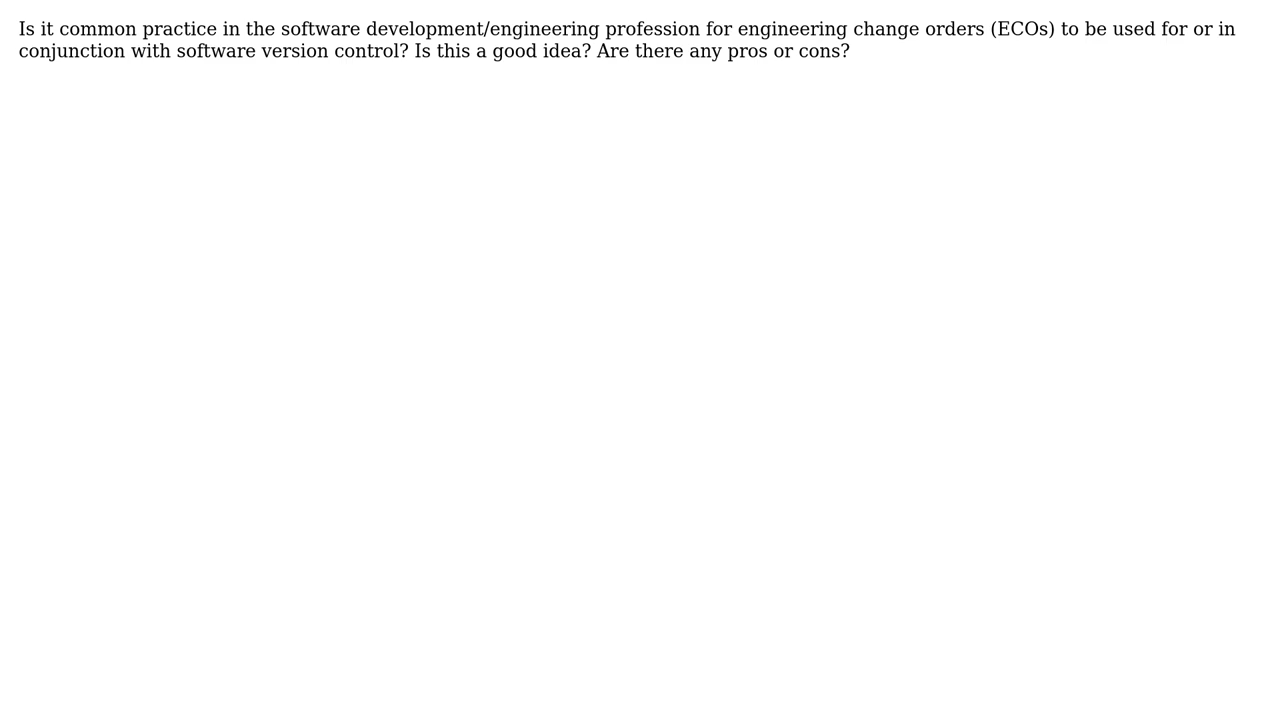 Is it common practice in the software development/engineering profession for engineering change orders (ECOs) to be used for or in
conjunction with software version control? Is this a good idea? Are there any pros or cons?